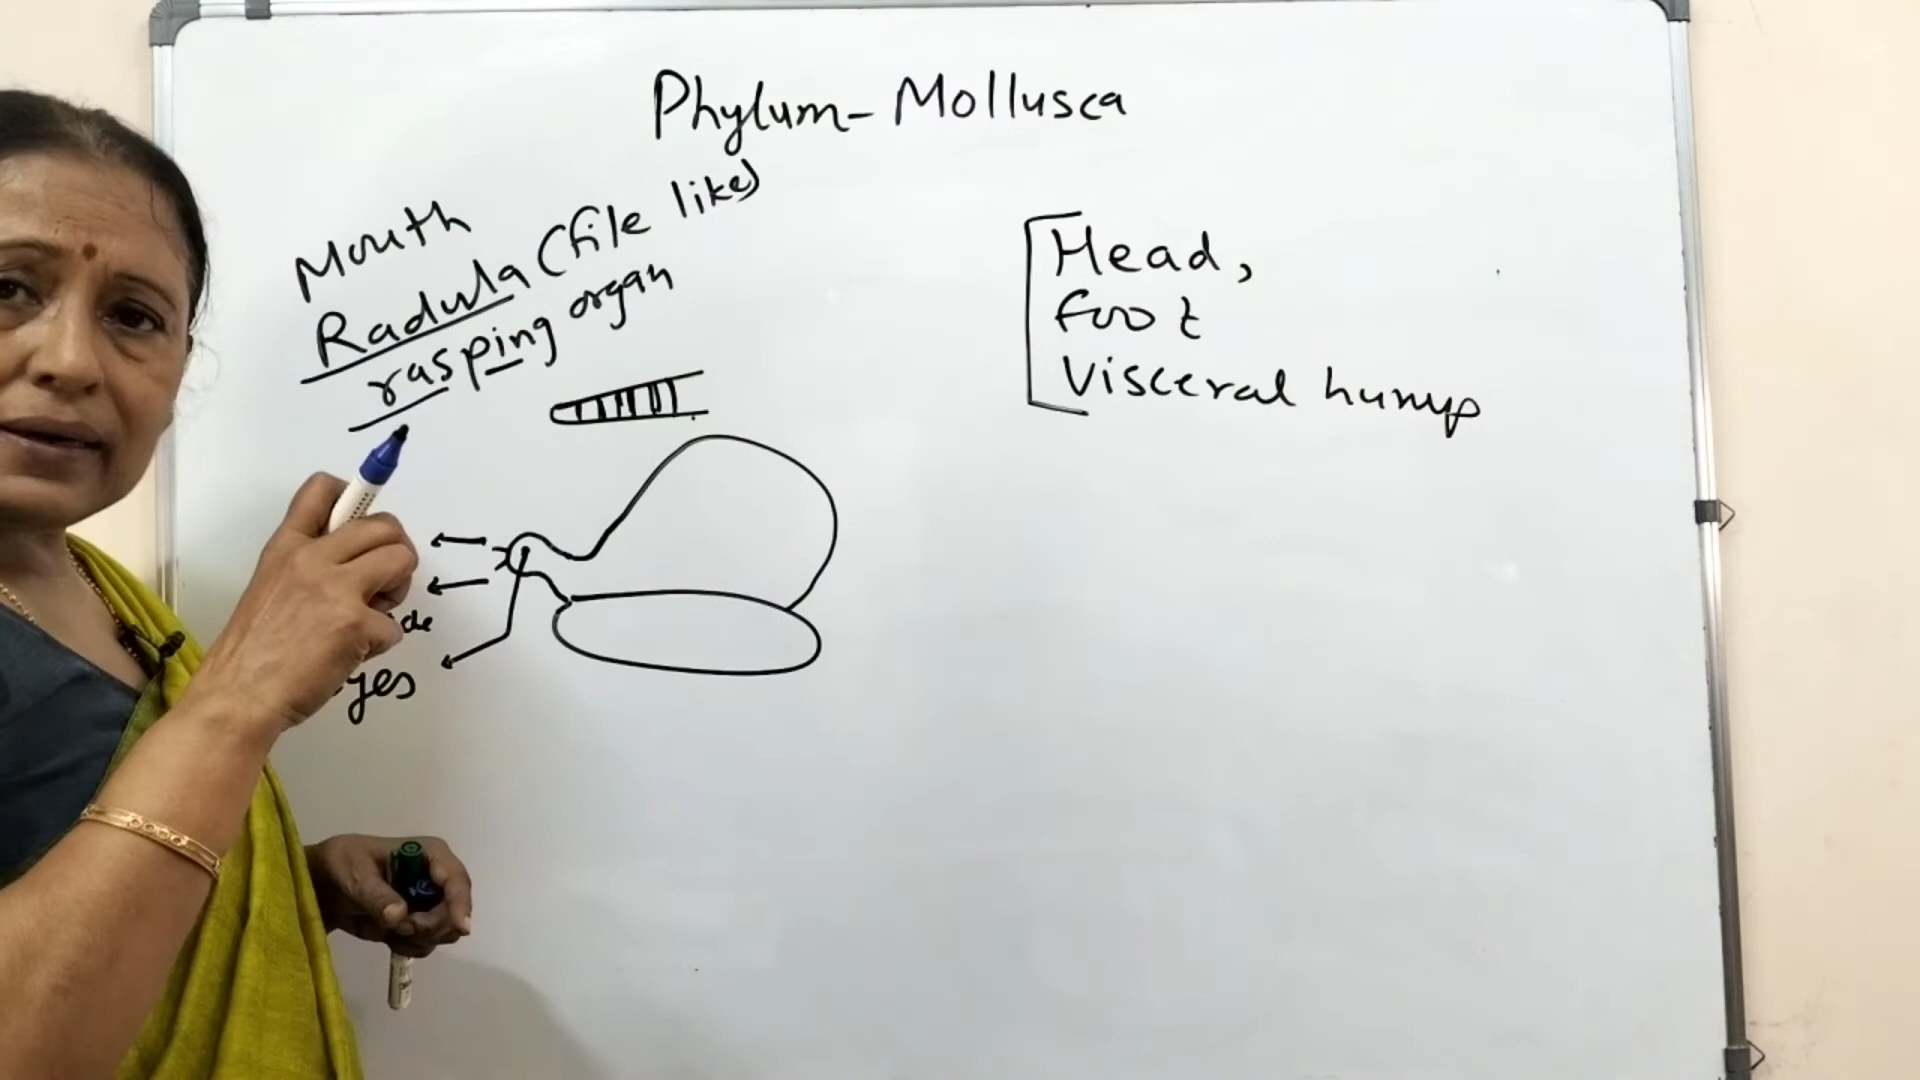 Phylum - Mollusca
Mouth
Radula (file like)
rasping organ
Head,
foot
Visceral hump